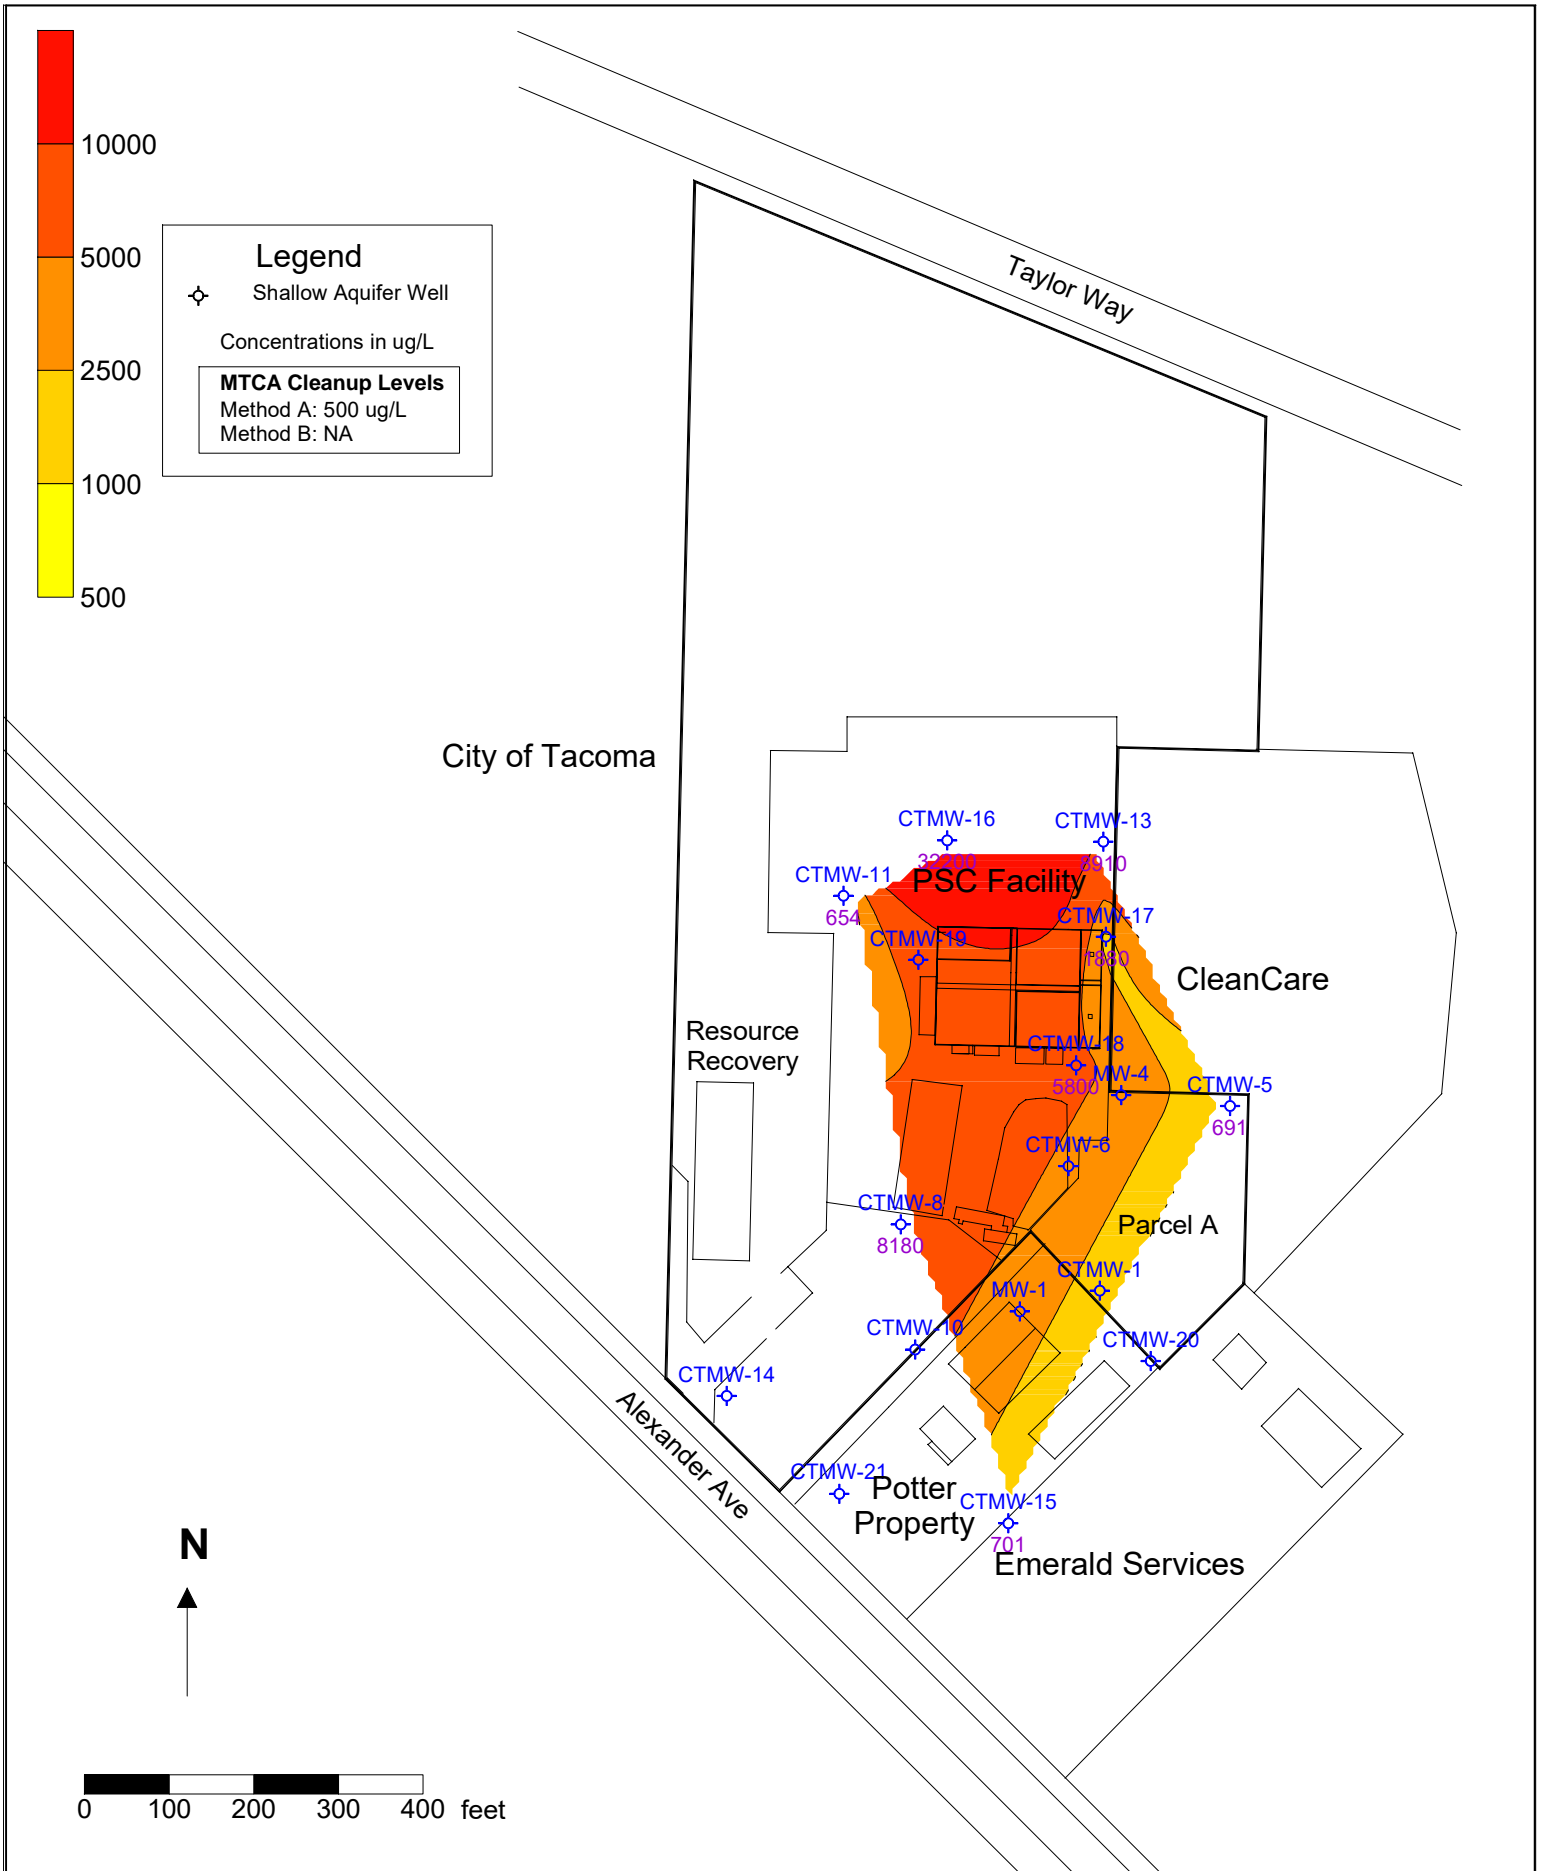 10000
5000
2500
1000
500
Legend
Shallow Aquifer Well
Concentrations in ug/L
MTCA Cleanup Levels
Method A: 500 ug/L
Method B: NA
Taylor Way
City of Tacoma
CTMW-16
32200
CTMW-13
PSC Facility
CTMW-11
654
CTMW-17
1880
CTMW-19
CleanCare
Resource
Recovery
CTMW-18
5800
MW-4
CTMW-5
691
CTMW-6
CTMW-8
8180
Parcel A
CTMW-1
MW-1
CTMW-10
CTMW-20
CTMW-14
Alexander Ave
CTMW-21
Potter
Property
CTMW-15
701
Emerald Services
N
0 100 200 300 400 feet